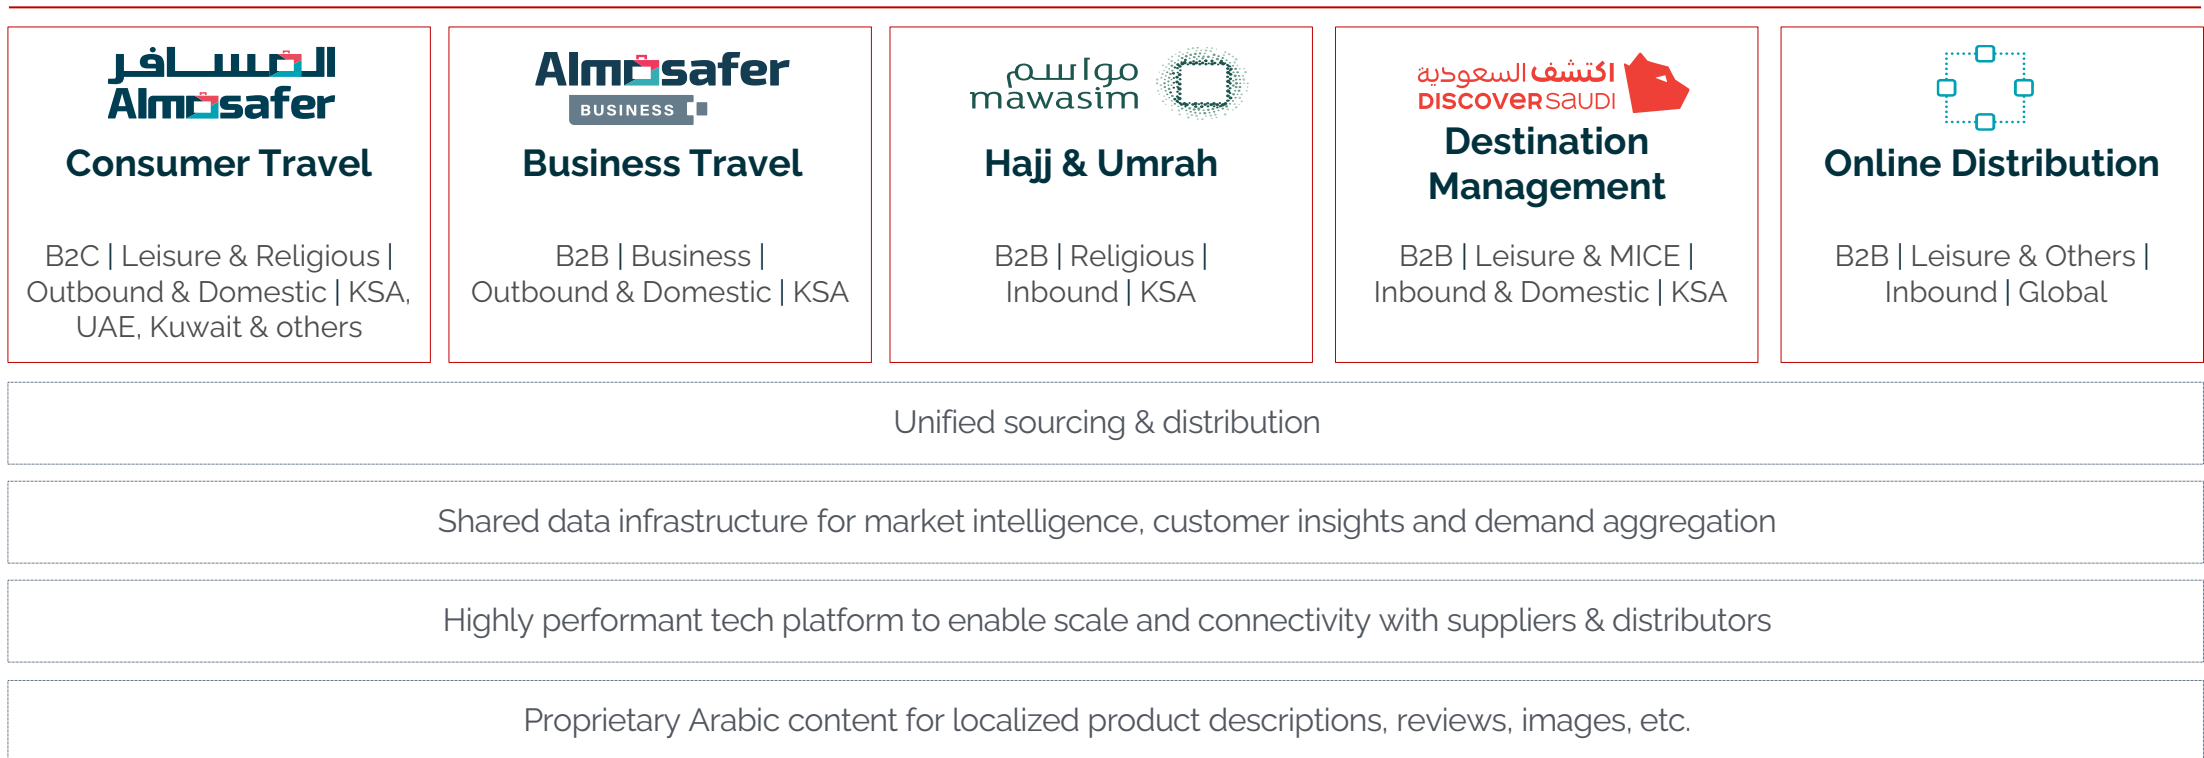 المسافر
Almosafer
Consumer Travel
B2C | Leisure & Religious |
Outbound & Domestic | KSA,
UAE, Kuwait & others
Almosafer
BUSINESS
Business Travel
B2B | Business |
Outbound & Domestic | KSA
مواسم
mawasim
Hajj & Umrah
B2B | Religious |
Inbound | KSA
اكتشف السعودية
DISCOVER SAUDI
Destination
Management
B2B | Leisure & MICE |
Inbound & Domestic | KSA
Online Distribution
B2B | Leisure & Others |
Inbound | Global
Unified sourcing & distribution
Shared data infrastructure for market intelligence, customer insights and demand aggregation
Highly performant tech platform to enable scale and connectivity with suppliers & distributors
Proprietary Arabic content for localized product descriptions, reviews, images, etc.